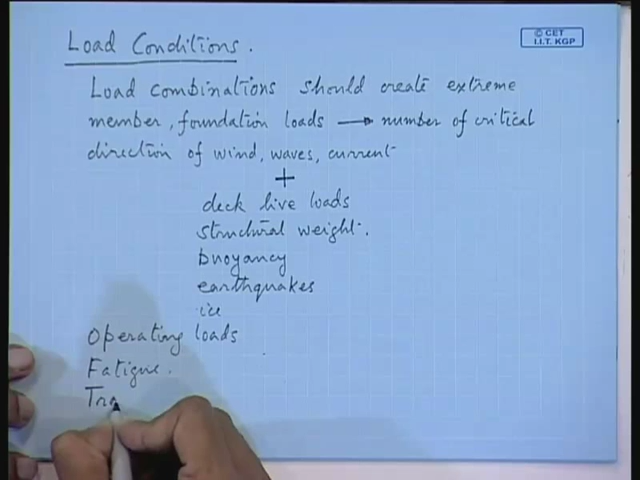 Load Conditions.
© CET
I.I.T. KGP
Load combinations should create extreme
member, foundation loads → number of critical
direction of wind, waves, current
+
deck live loads
structural weight.
buoyancy
earthquakes
ice
Operating loads
Fatigue.
Tra